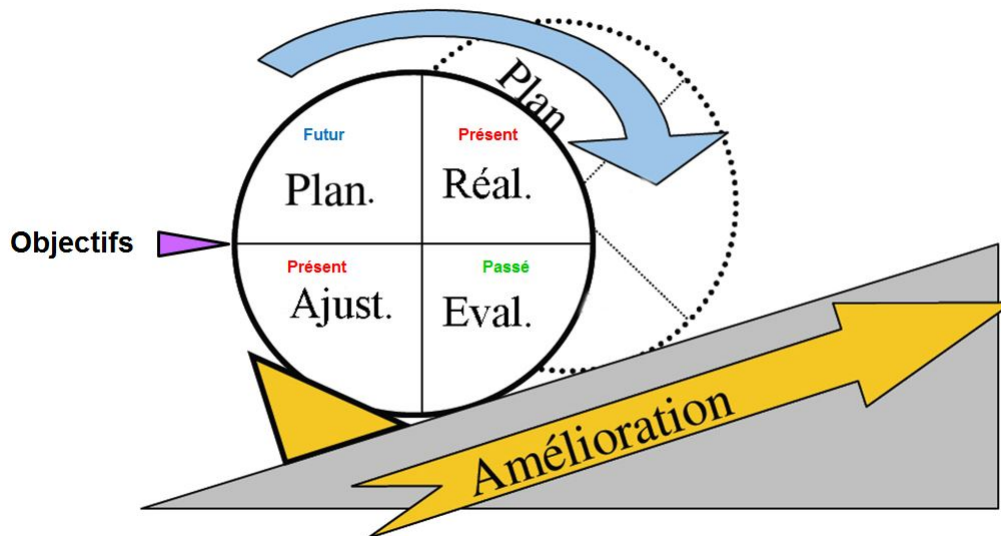 Plan
Futur
Présent
Plan.
Réal.
Objectifs
Présent
Passé
Ajust.
Eval.
Amélioration